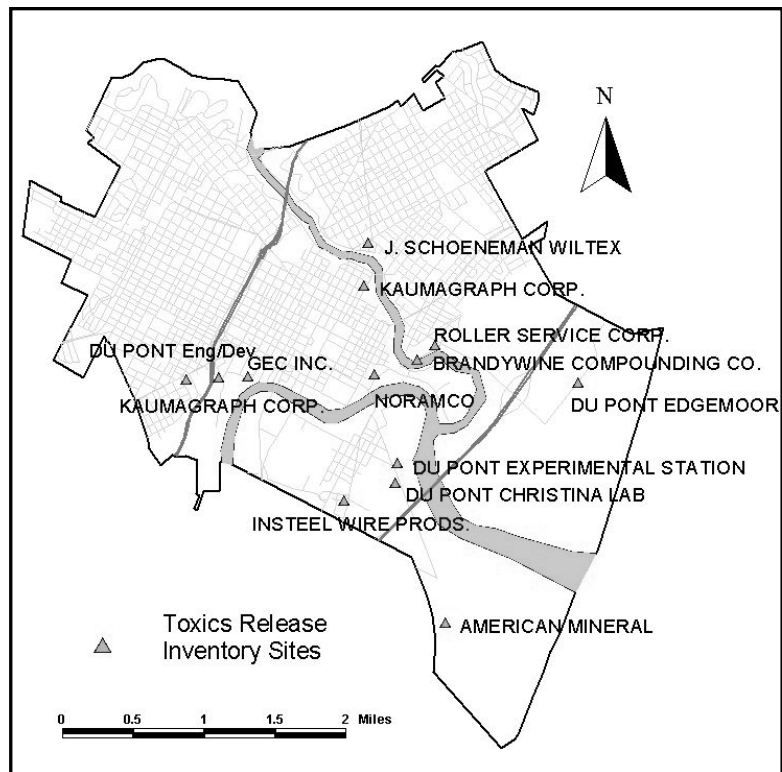 N
J. SCHOENEMAN WILTEX
KAUMAGRAPH CORP.
ROLLER SERVICE CORP.
BRANDYWINE COMPOUNDING CO.
DU PONT Eng/Dev
GEC INC.
KAUMAGRAPH CORP.
NORAMCO
DU PONT EDGEMOOR
DU PONT EXPERIMENTAL STATION
DU PONT CHRISTINA LAB
INSTEEL WIRE PRODS.
AMERICAN MINERAL
Toxics Release
Inventory Sites
0 0.5 1 1.5 2 Miles